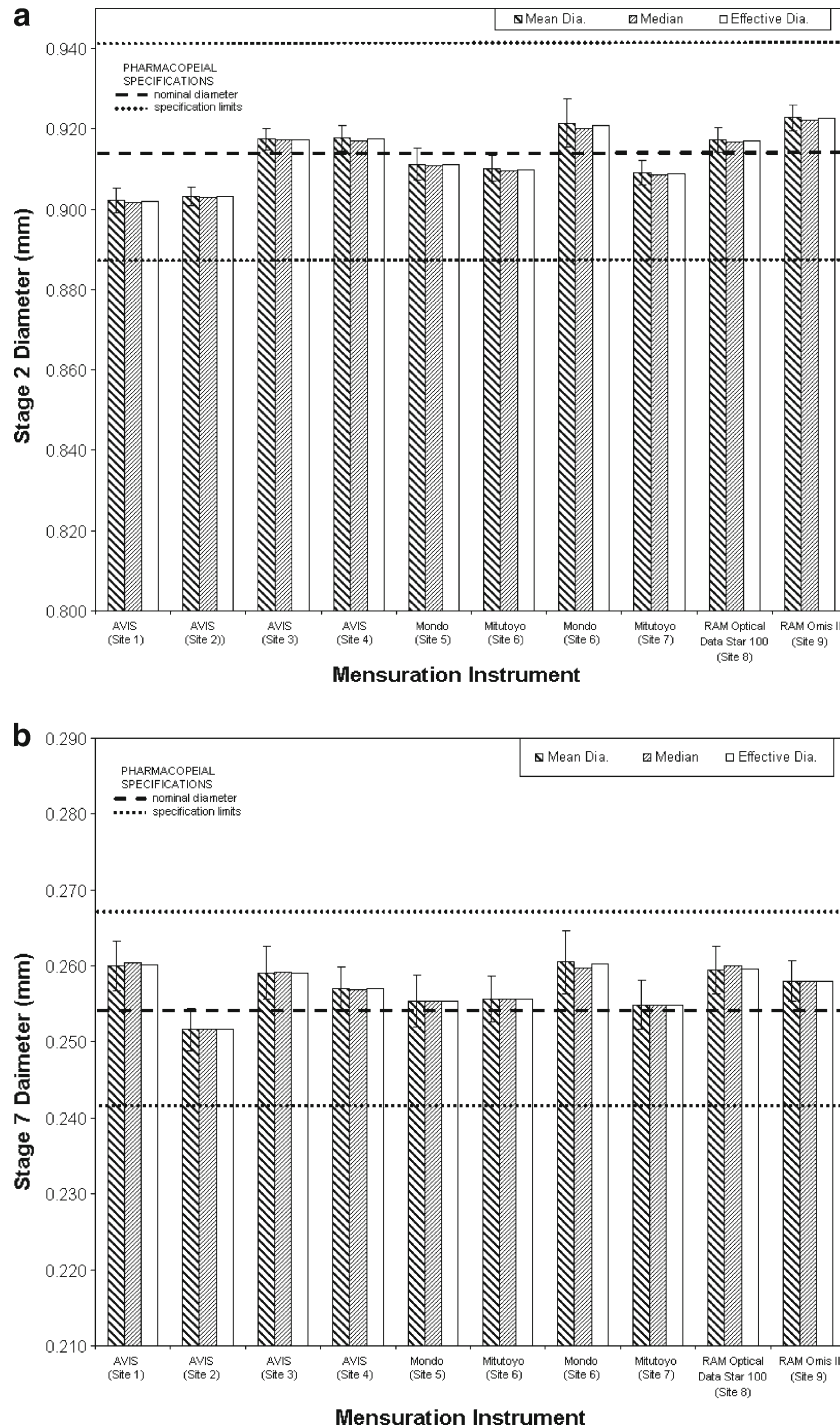 a
Mean Dia. Median Effective Dia.
PHARMACOPEIAL
SPECIFICATIONS
nominal diameter
specification limits
Stage 2 Diameter (mm)
0.940
0.920
0.900
0.880
0.860
0.840
0.820
0.800
AVIS
(Site 1)
AVIS
(Site 2))
AVIS
(Site 3)
AVIS
(Site 4)
Mondo
(Site 5)
Mitutoyo
(Site 6)
Mondo
(Site 6)
Mitutoyo
(Site 7)
RAM Optical
Data Star 100
(Site 8)
RAM Omis II
(Site 9)
Mensuration Instrument
b
Mean Dia. Median Effective Dia.
PHARMACOPEIAL
SPECIFICATIONS
nominal diameter
specification limits
Stage 7 Daimeter (mm)
0.290
0.280
0.270
0.260
0.250
0.240
0.230
0.220
0.210
AVIS
(Site 1)
AVIS
(Site 2)
AVIS
(Site 3)
AVIS
(Site 4)
Mondo
(Site 5)
Mitutoyo
(Site 6)
Mondo
(Site 6)
Mitutoyo
(Site 7)
RAM Optical
Data Star 100
(Site 8)
RAM Omis II
(Site 9)
Mensuration Instrument